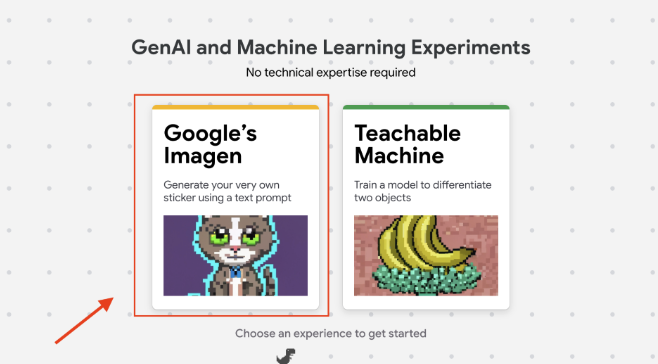 GenAI and Machine Learning Experiments
No technical expertise required
Google's
Imagen
Generate your very own
sticker using a text prompt
Teachable
Machine
Train a model to differentiate
two objects
Choose an experience to get started